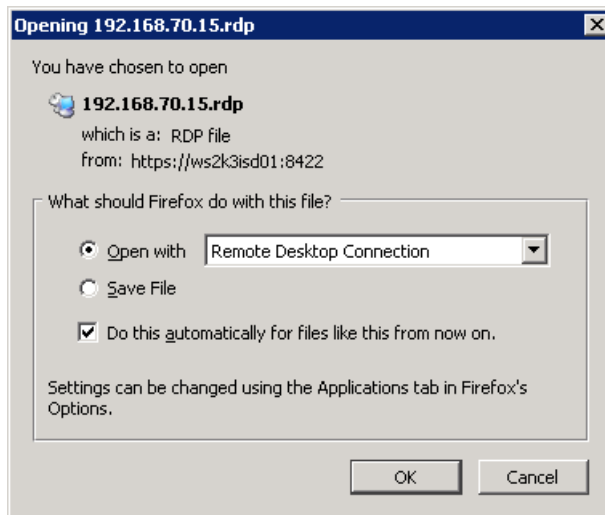 Opening 192.168.70.15.rdp
You have chosen to open
192.168.70.15.rdp
which is a: RDP file
from: https://ws2k3isd01:8422
What should Firefox do with this file?
Open with Remote Desktop Connection
Save File
Do this automatically for files like this from now on.
Settings can be changed using the Applications tab in Firefox's
Options.
OK Cancel